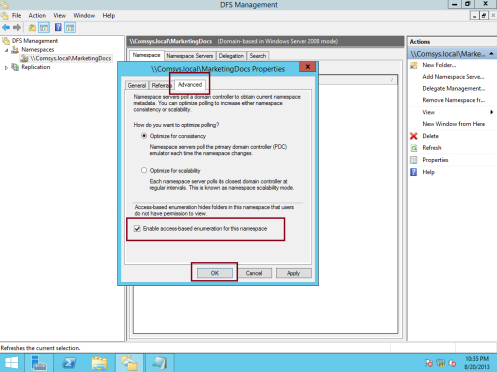 DFS Management
File Action View Window Help
DFS Management
Namespaces
\\Comsys.local\MarketingDocs
Replication
\\Comsys.local\MarketingDocs (Domain-based in Windows Server 2008 mode)
Namespace Namespace Servers Delegation Search
\\Comsys.local\MarketingDocs Properties
General Referrals Advanced
Namespace servers poll a domain controller to obtain current namespace
metadata. You can optimize polling to increase either namespace
consistency or scalability.
How do you want to optimize polling?
Optimize for consistency
Namespace servers poll the primary domain controller (PDC)
emulator each time the namespace changes.
Optimize for scalability
Each namespace server polls its closest domain controller at
regular intervals. This is known as namespace scalability mode.
Access-based enumeration hides folders in this namespace that users
do not have permission to view.
Enable access-based enumeration for this namespace
OK Cancel Apply
Actions
\\Comsys.local\Marke...
New Folder...
Add Namespace Serve...
Delegate Management...
Remove Namespace fr...
View
New Window from Here
Delete
Refresh
Properties
Help
Refreshes the current selection.
10:35 PM
8/20/2013